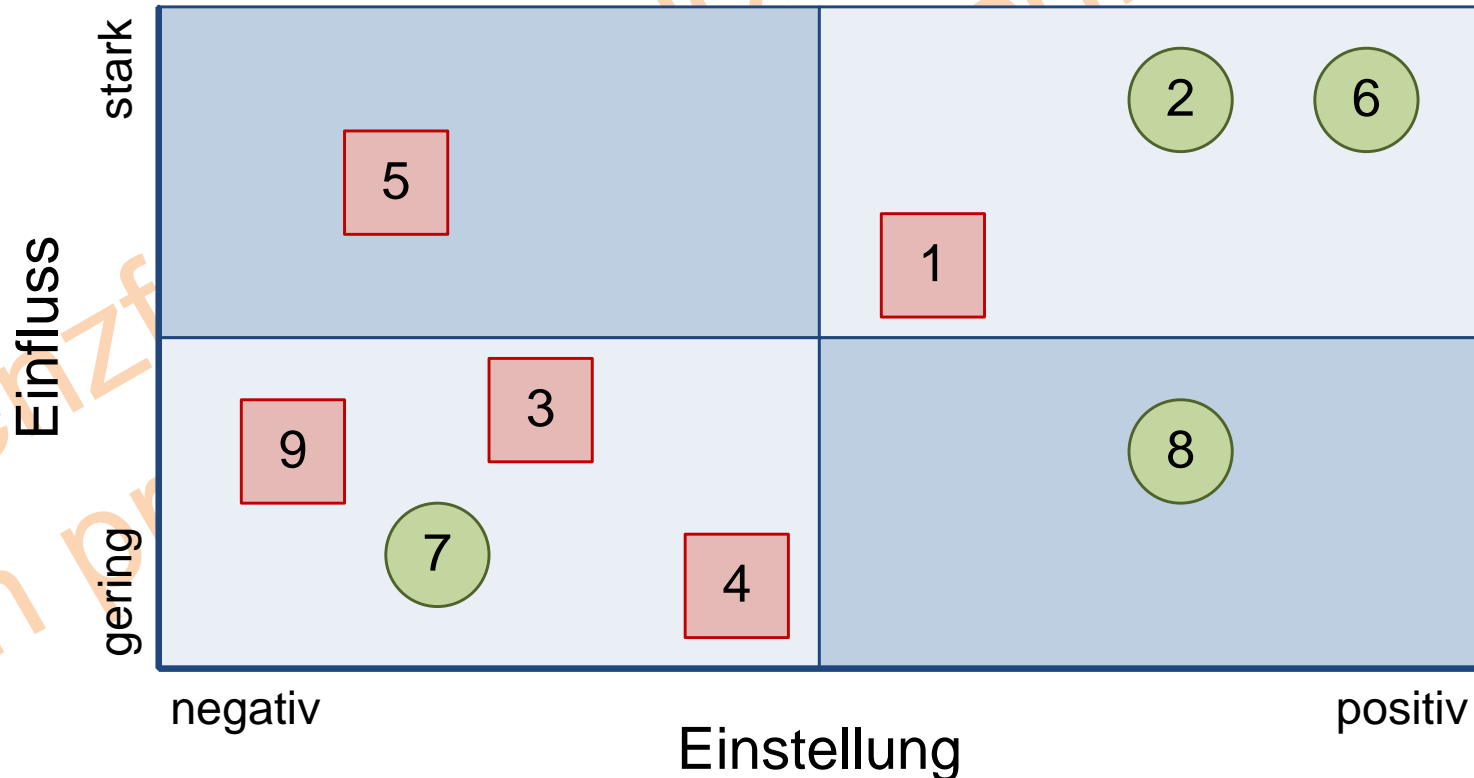 stark
2
6
5
1
Einfluss
3
9
8
7
4
gering
negativ
positiv
Einstellung